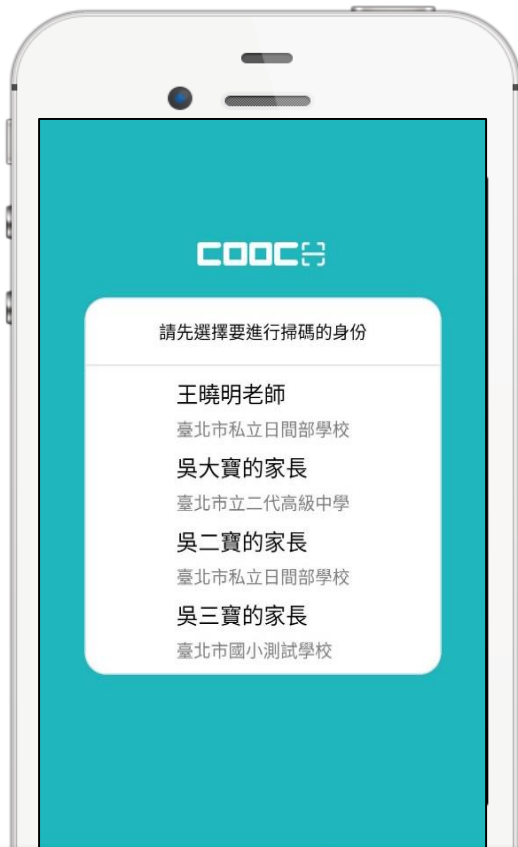 COOC
請先選擇要進行掃碼的身份
王曉明老師
臺北市私立日間部學校
吳大寶的家長
臺北市立二代高級中學
吳二寶的家長
臺北市私立日間部學校
吳三寶的家長
臺北市國小測試學校